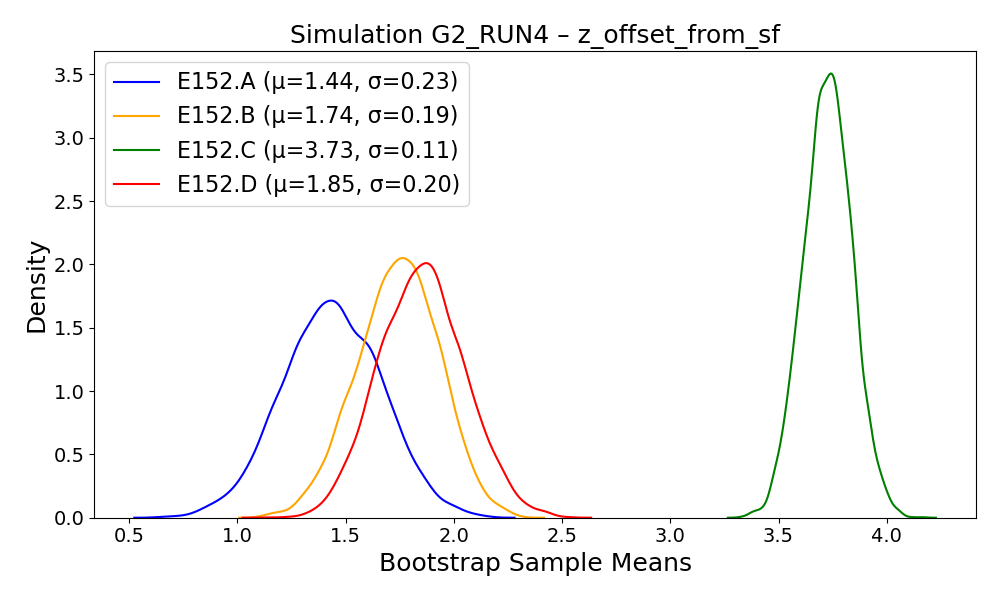 Simulation G2_RUN4 – z_offset_from_sf
E152.A (μ=1.44, σ=0.23)
E152.B (μ=1.74, σ=0.19)
E152.C (μ=3.73, σ=0.11)
E152.D (μ=1.85, σ=0.20)
Density
3.5
3.0
2.5
2.0
1.5
1.0
0.5
0.0
0.5 1.0 1.5 2.0 2.5 3.0 3.5 4.0
Bootstrap Sample Means